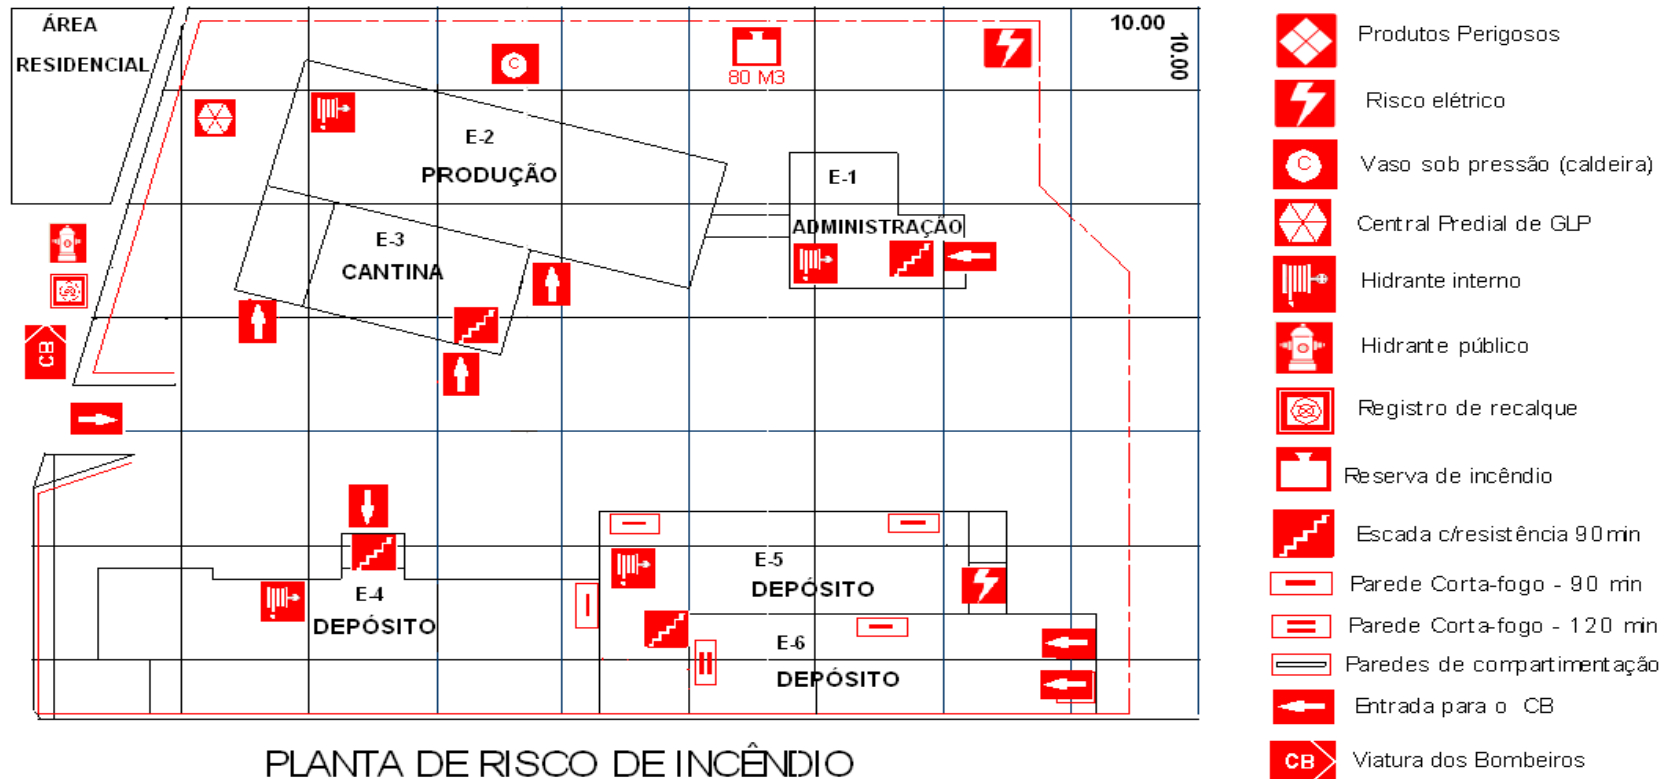 ÁREA
RESIDENCIAL
10.00
10.00
C
80 M3
E-2
PRODUÇÃO
E-1
ADMINISTRAÇÃO
E-3
CANTINA
CB
E-4
DEPÓSITO
E-5
DEPÓSITO
E-6
DEPÓSITO
PLANTA DE RISCO DE INCÊNDIO
Produtos Perigosos
Risco elétrico
C
Vaso sob pressão (caldeira)
Central Predial de GLP
Hidrante interno
Hidrante público
Registro de recalque
Reserva de incêndio
Escada c/resistência 90min
Parede Corta-fogo - 90 min
Parede Corta-fogo - 120 min
Paredes de compartimentação
Entrada para o CB
CB
Viatura dos Bombeiros